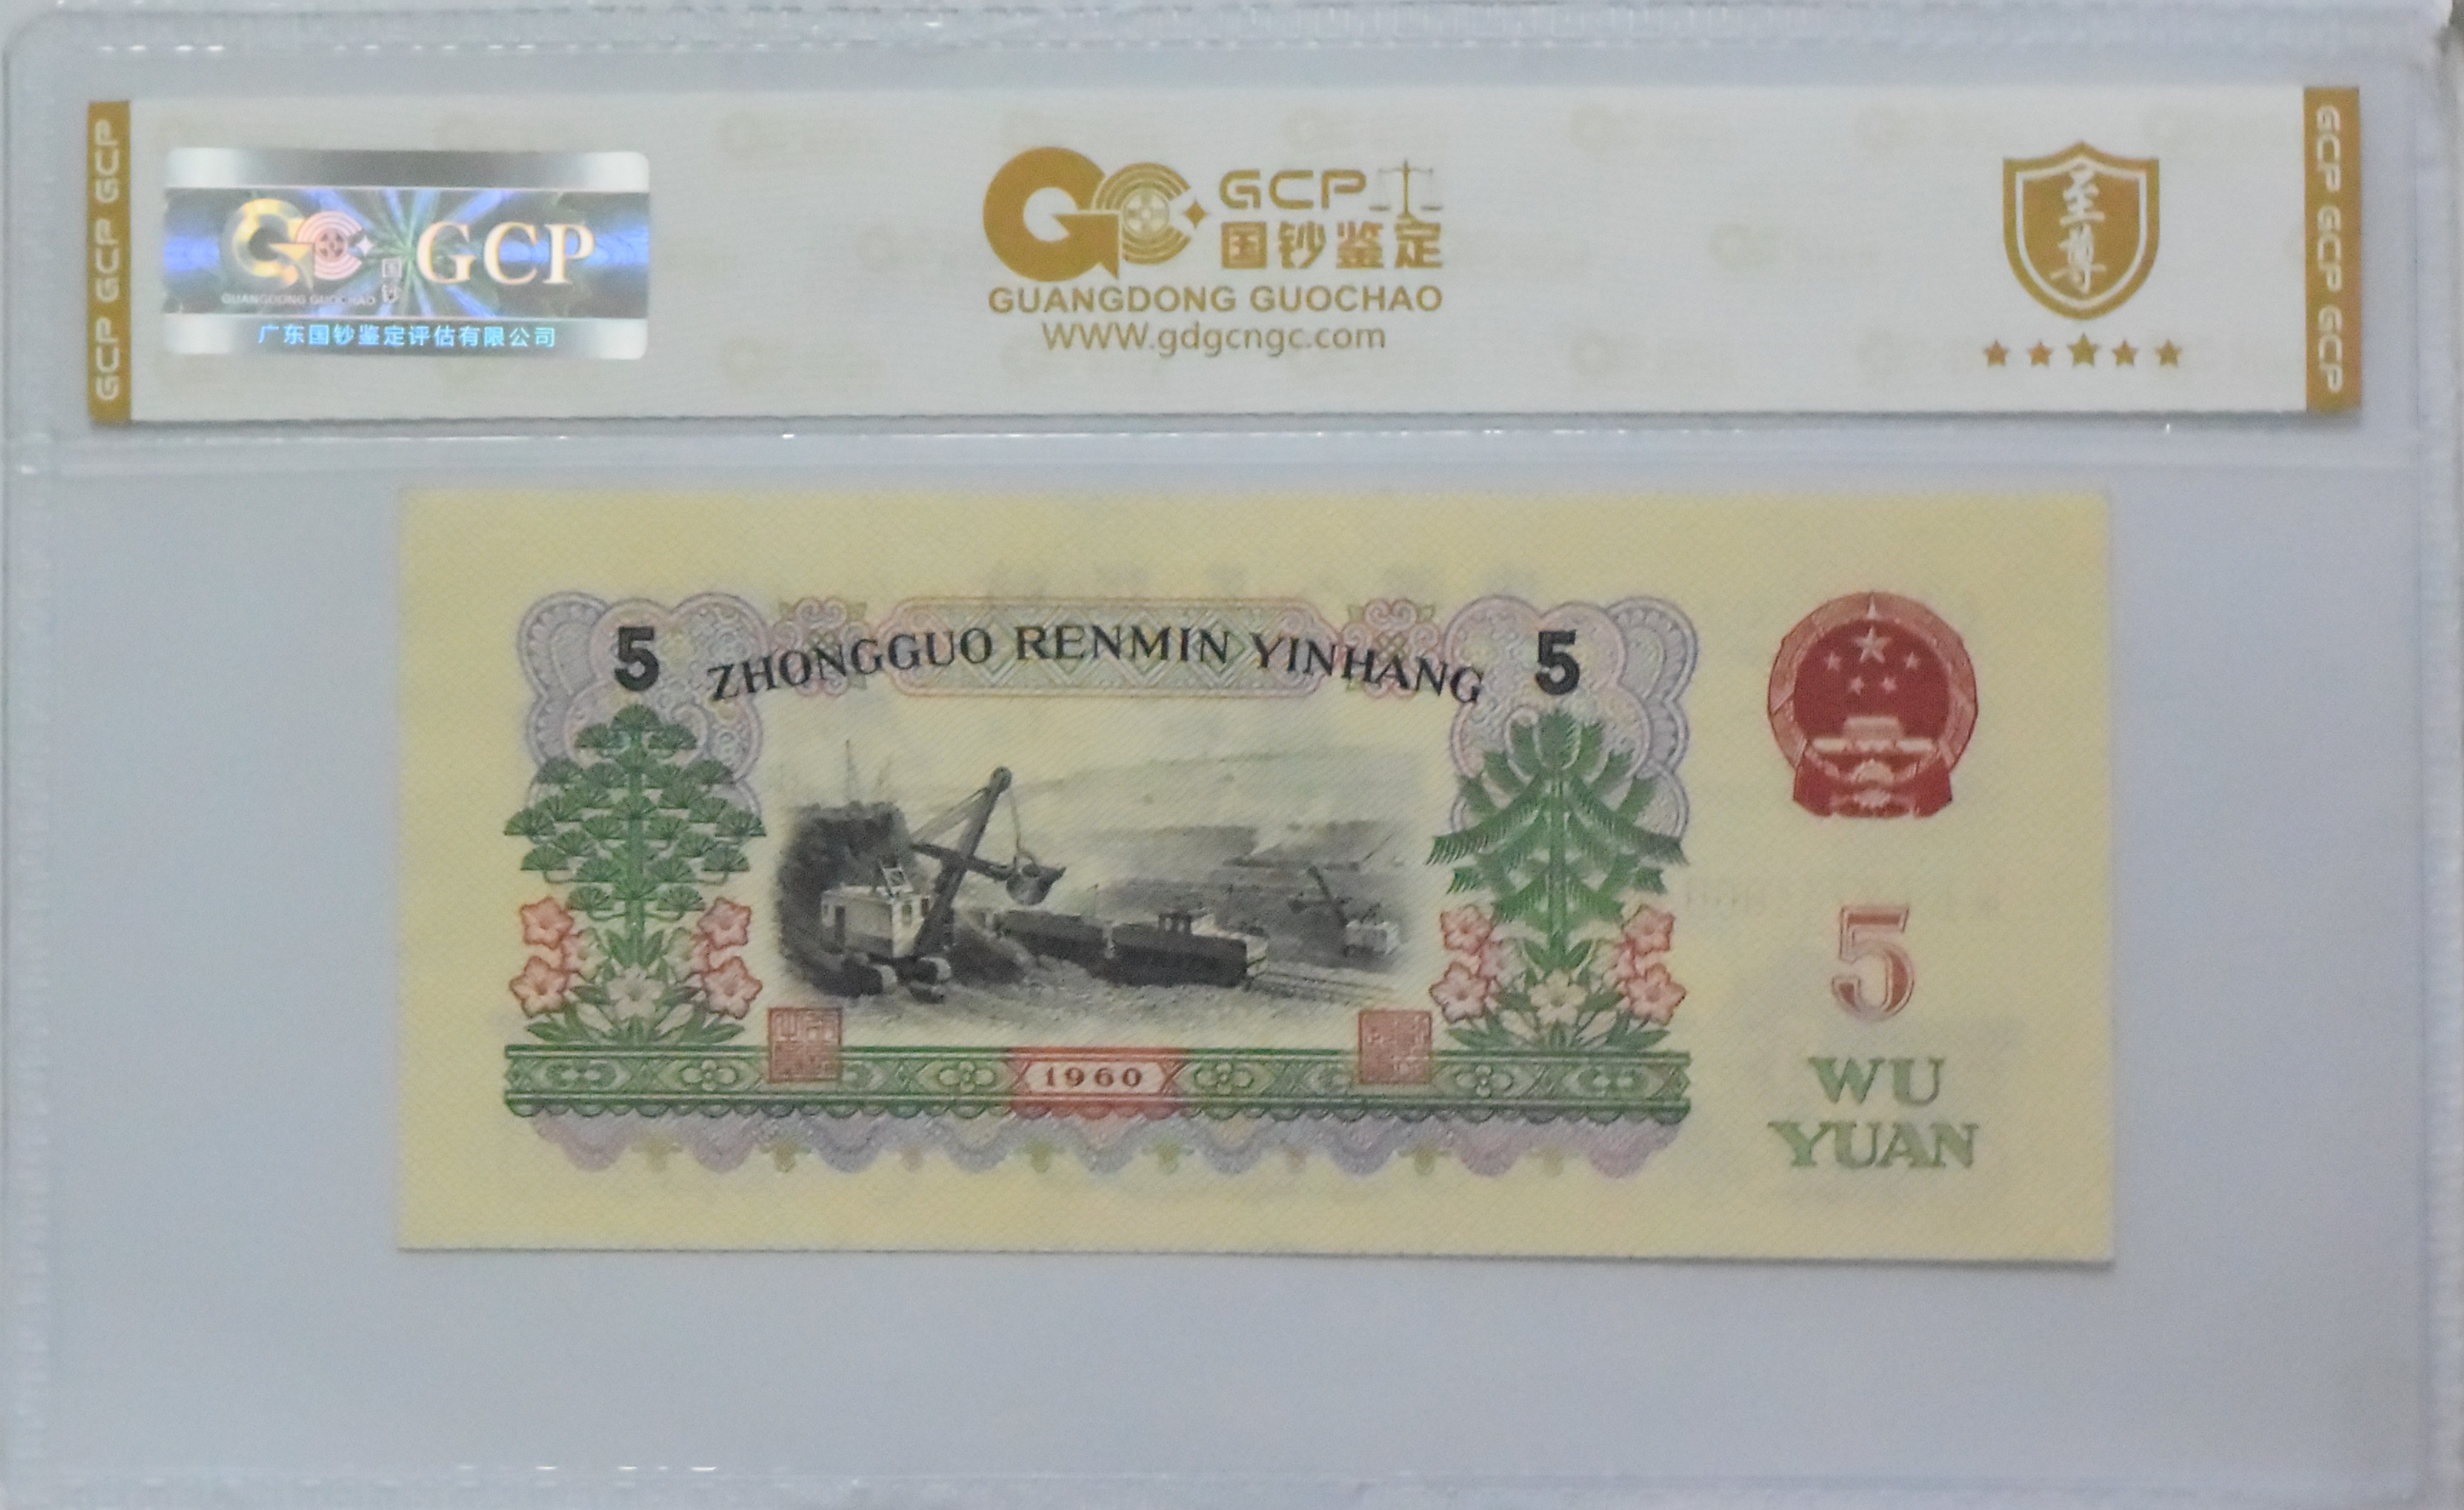 GCP GCP GCP
GCP
国钞
GUANGDONG GUOCHAO
广东国钞鉴定评估有限公司
GCP
国钞鉴定
GUANGDONG GUOCHAO
WWW.gdgcngc.com
至尊
GCP GCP GCP
5 ZHONGGUO RENMIN YINHANG 5
1960
5
WU
YUAN